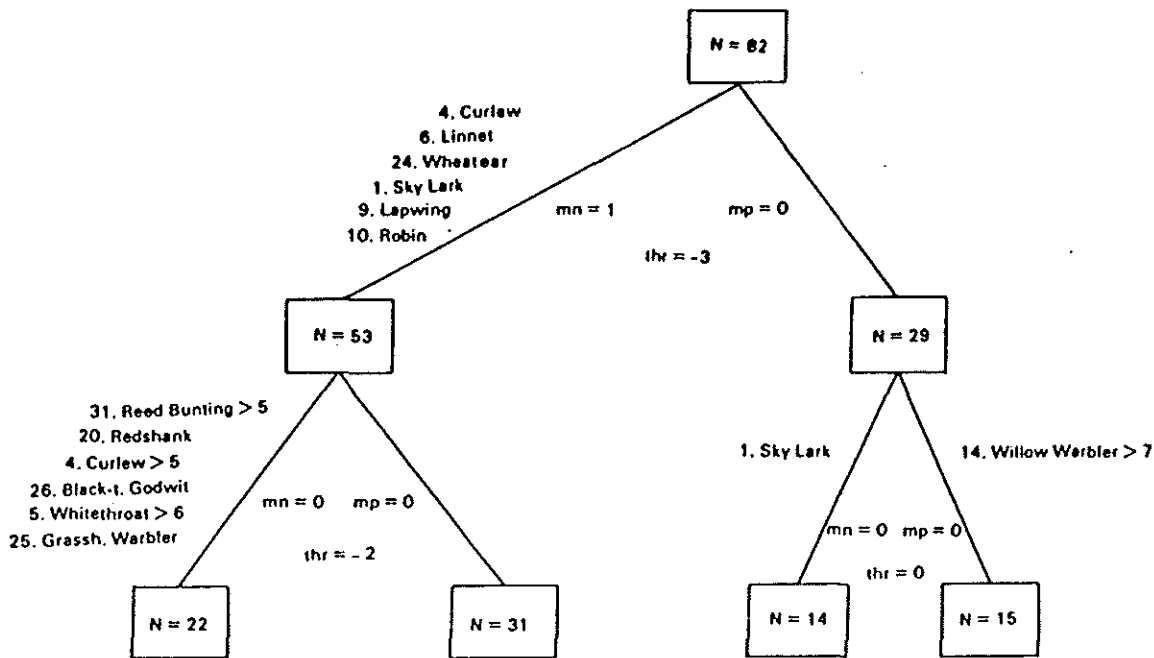 N = 82
4. Curlew
6. Linnet
24. Wheatear
1. Sky Lark
9. Lapwing
10. Robin
mn = 1
mp = 0
thr = -3
N = 53
N = 29
31. Reed Bunting > 5
20. Redshank
4. Curlew > 5
26. Black-t. Godwit
5. Whitethroat > 6
25. Grassh. Warbler
mn = 0 mp = 0
thr = - 2
1. Sky Lark
14. Willow Warbler > 7
mn = 0 mp = 0
thr = 0
N = 22
N = 31
N = 14
N = 15